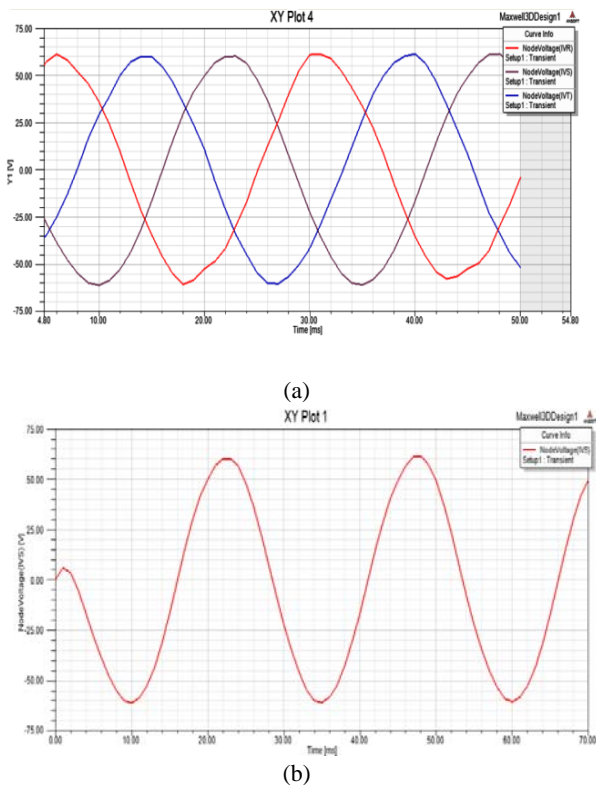 XY Plot 4
Maxwell3DDesign1
ANSOFT
Curve Info
NodeVoltage(IVR)
Setup1 : Transient
NodeVoltage(IVS)
Setup1 : Transient
NodeVoltage(IVT)
Setup1 : Transient
Y1 [V]
75.00
50.00
25.00
0.00
-25.00
-50.00
-75.00
4.80 10.00 20.00 30.00 40.00 50.00 54.80
Time [ms]
(a)
XY Plot 1
Maxwell3DDesign1
ANSOFT
Curve Info
NodeVoltage(IVS)
Setup1 : Transient
NodeVoltage(IVS) [V]
75.00
50.00
25.00
0.00
-25.00
-50.00
-75.00
0.00 10.00 20.00 30.00 40.00 50.00 60.00 70.00
Time [ms]
(b)